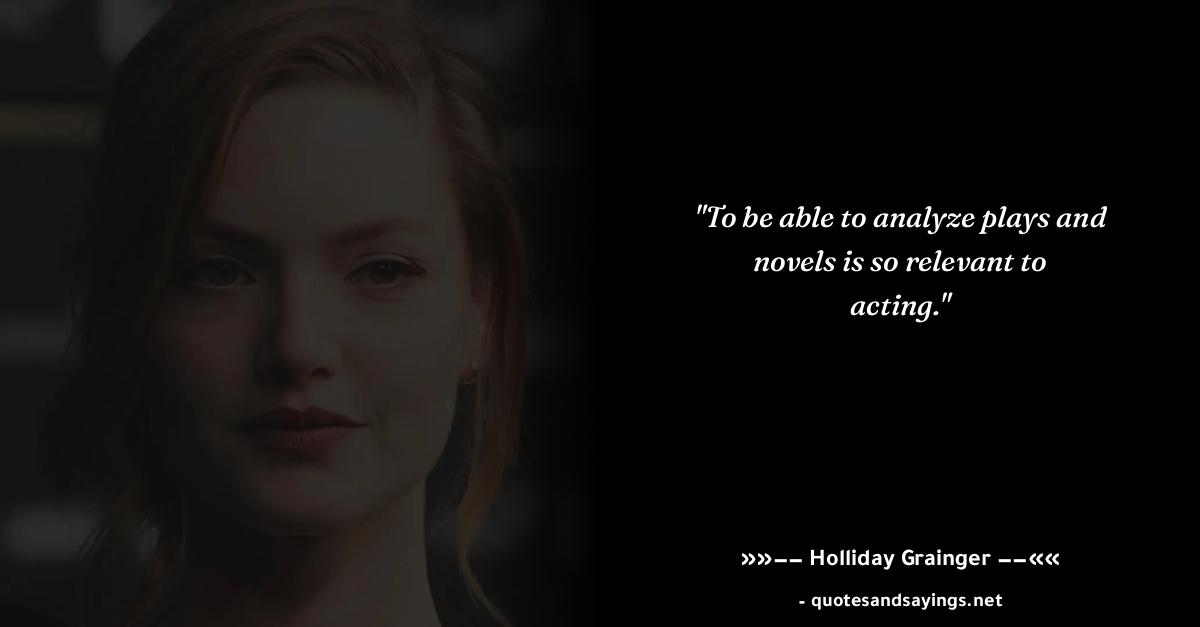 "To be able to analyze plays and
novels is so relevant to
acting."
»»–– Holliday Grainger ––««
- quotesandsayings.net